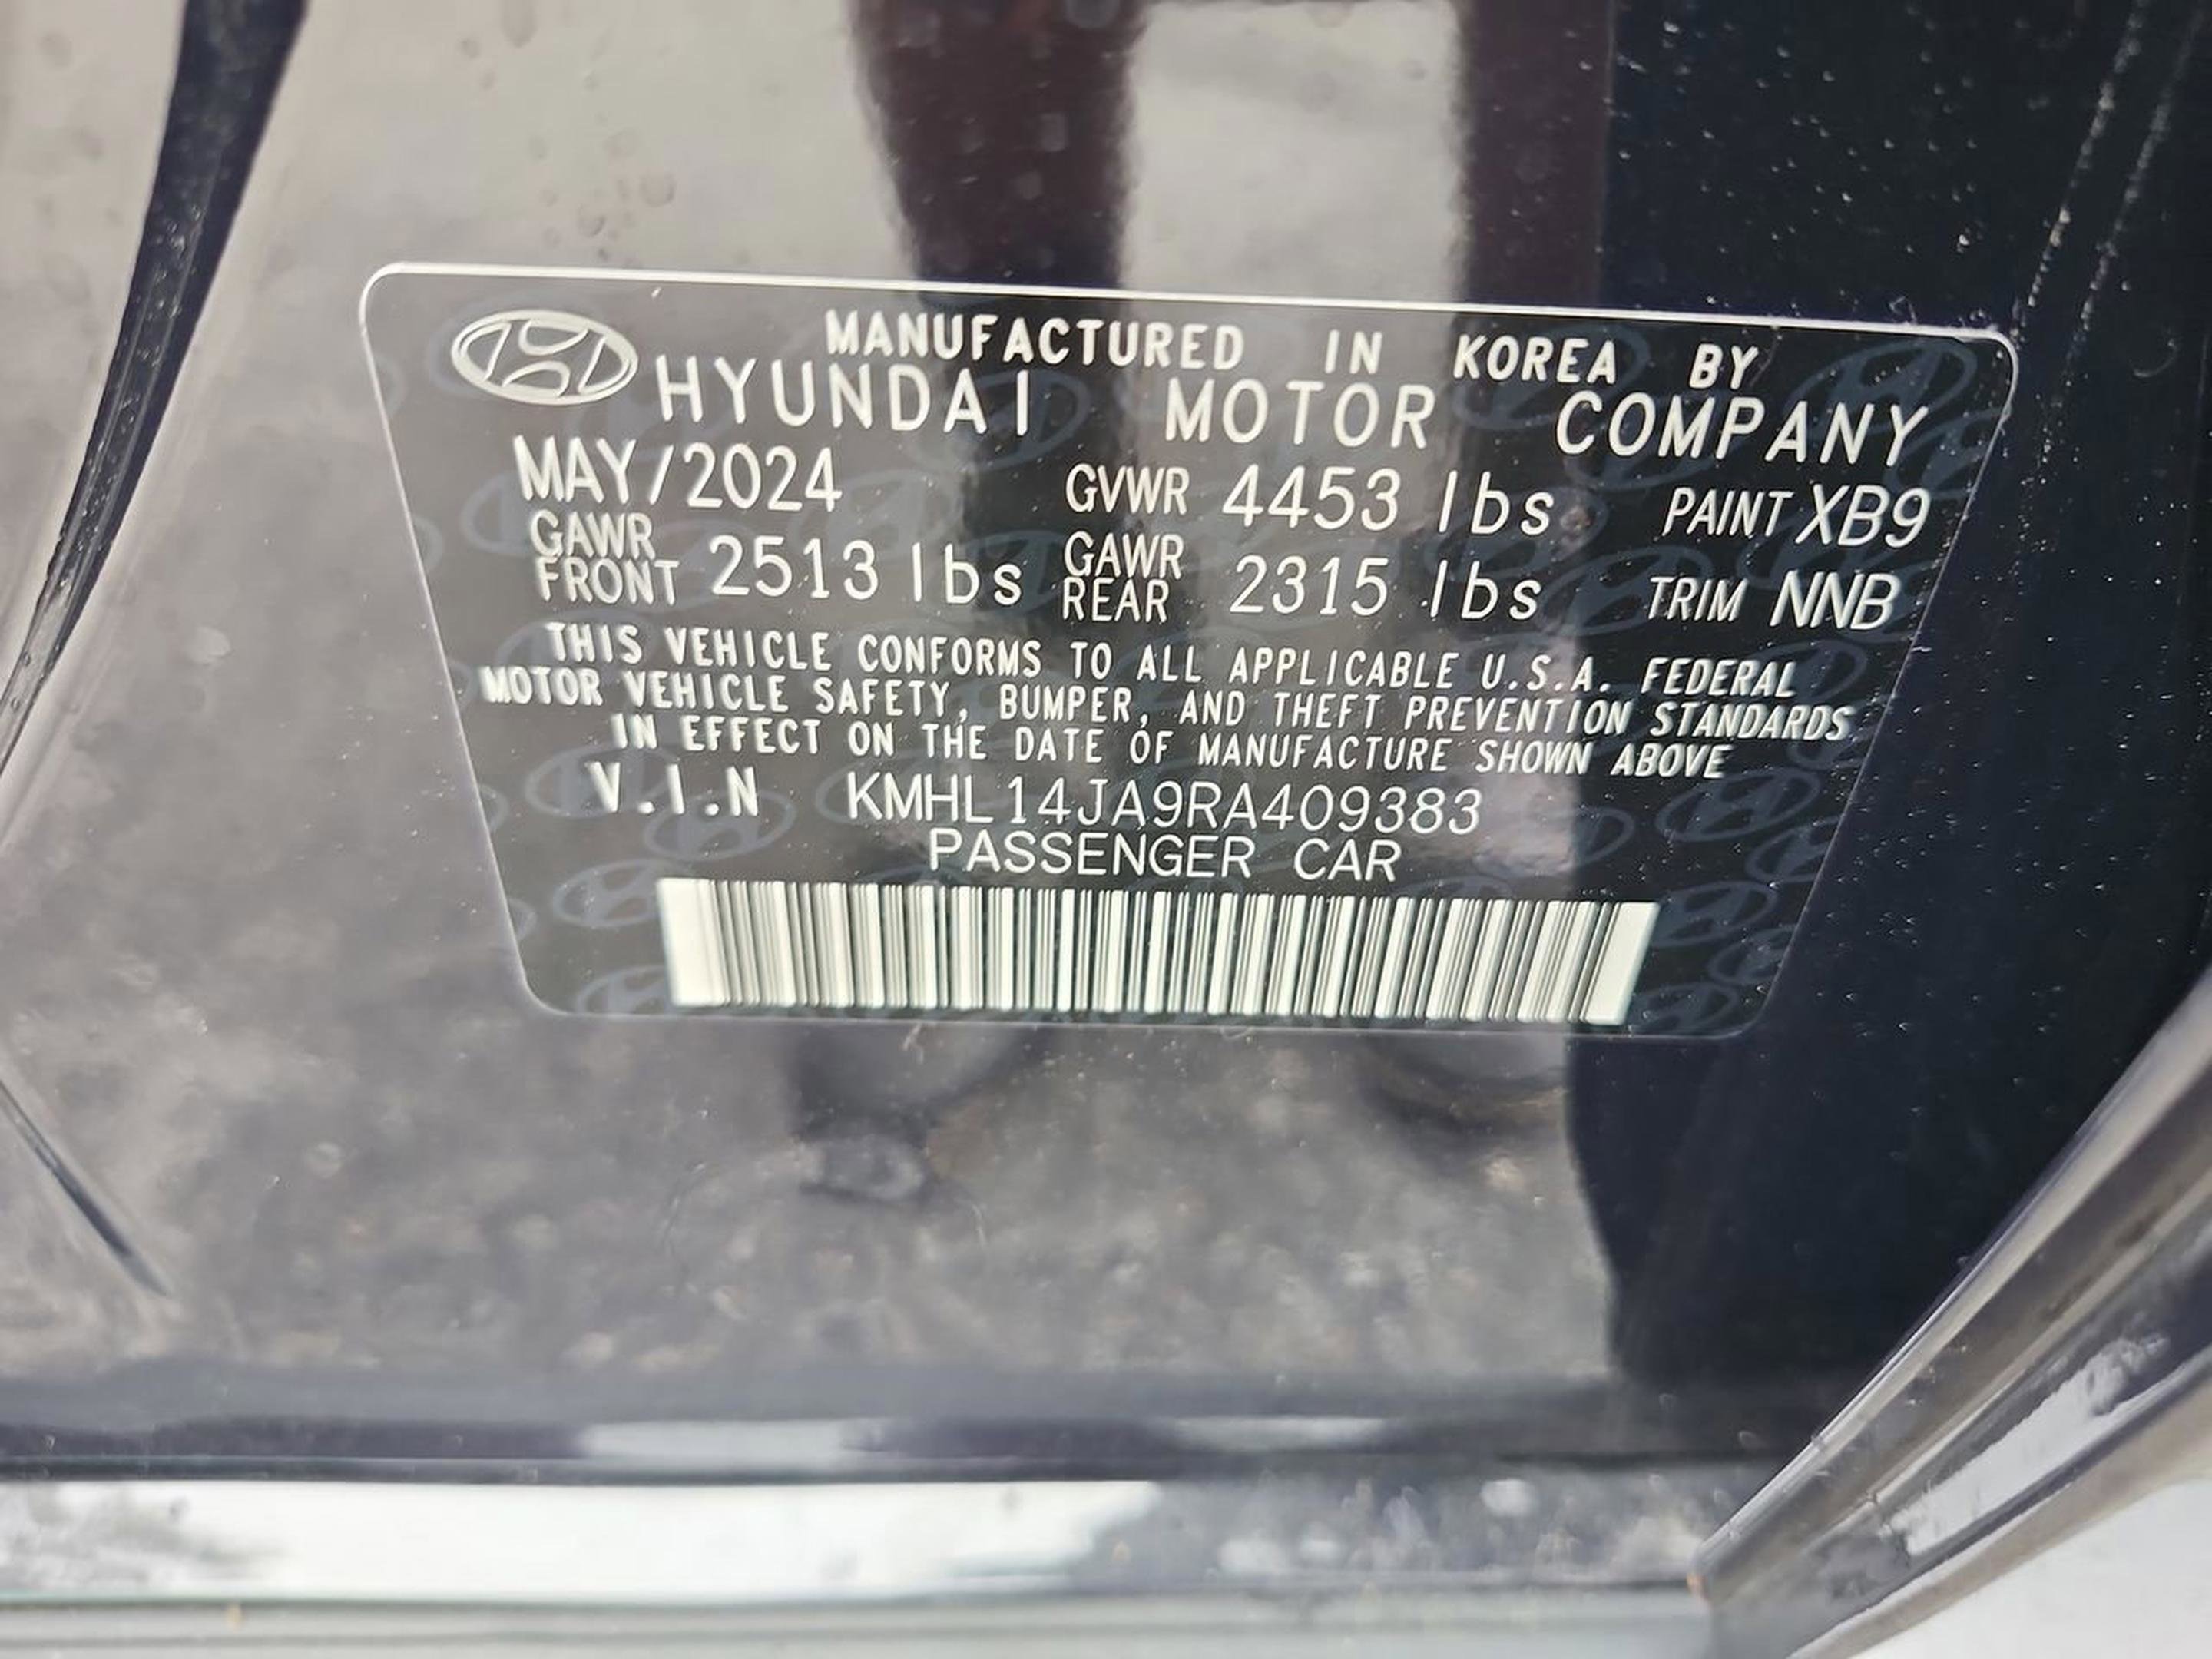 MANUFACTURED IN KOREA BY
HYUNDAI MOTOR COMPANY
MAY/2024 GVWR 4453 lbs PAINT XB9
GAWR FRONT 2513 lbs GAWR REAR 2315 lbs TRIM NNB
THIS VEHICLE CONFORMS TO ALL APPLICABLE U.S.A. FEDERAL
MOTOR VEHICLE SAFETY, BUMPER, AND THEFT PREVENTION STANDARDS
IN EFFECT ON THE DATE OF MANUFACTURE SHOWN ABOVE
V.I.N KMHL14JA9RA409383
PASSENGER CAR